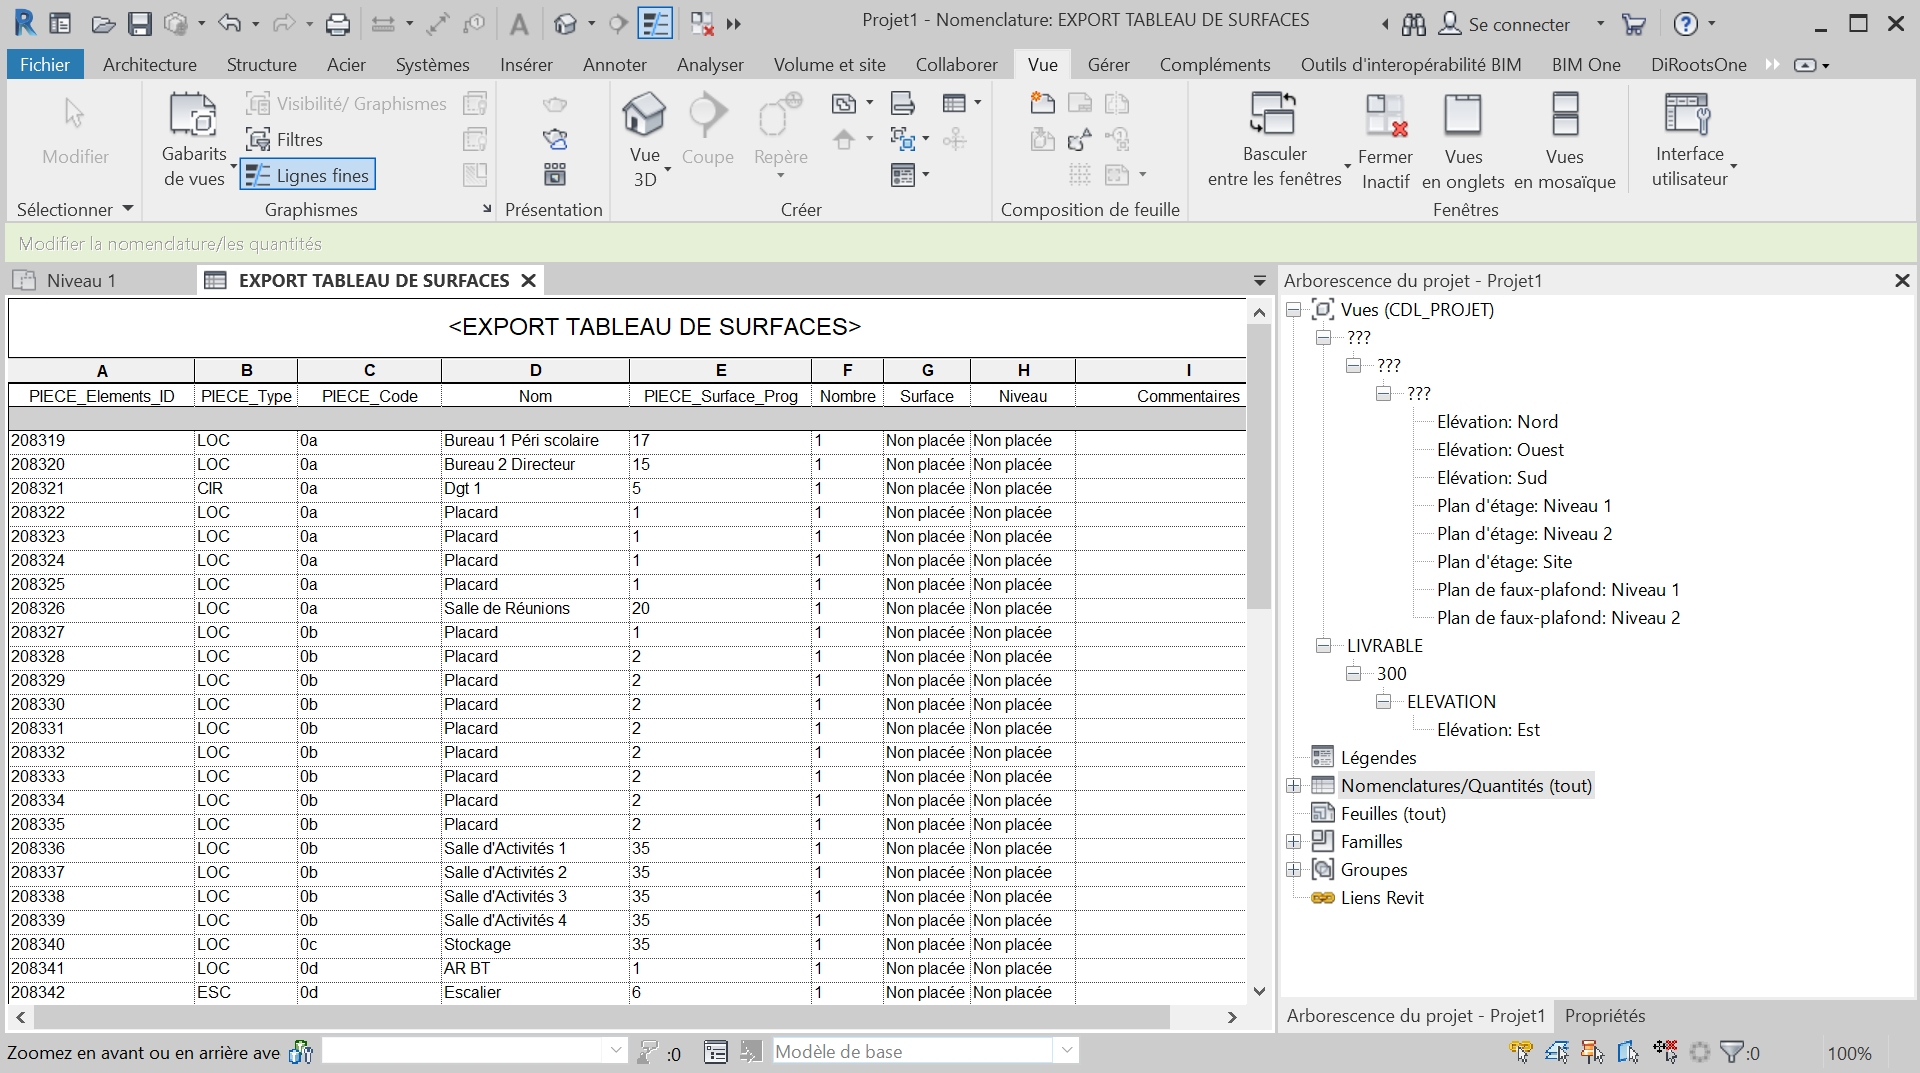 Projet1 - Nomenclature: EXPORT TABLEAU DE SURFACES
Se connecter
Fichier Architecture Structure Acier Systèmes Insérer Annoter Analyser Volume et site Collaborer Vue Gérer Compléments Outils d'interopérabilité BIM BIM One DiRootsOne
Modifier
Gabarits de vues
Visibilité/ Graphismes
Filtres
Lignes fines
Vue 3D
Coupe
Repère
Basculer entre les fenêtres
Fermer Inactif
Vues en onglets
Vues en mosaïque
Interface utilisateur
Sélectionner Graphismes Présentation Créer Composition de feuille Fenêtres
Modifier la nomenclature/les quantités
Niveau 1 EXPORT TABLEAU DE SURFACES
<EXPORT TABLEAU DE SURFACES>
A B C D E F G H I
PIECE_Elements_ID PIECE_Type PIECE_Code Nom PIECE_Surface_Prog Nombre Surface Niveau Commentaires
208319 LOC 0a Bureau 1 Péri scolaire 17 1 Non placée Non placée
208320 LOC 0a Bureau 2 Directeur 15 1 Non placée Non placée
208321 CIR 0a Dgt 1 5 1 Non placée Non placée
208322 LOC 0a Placard 1 1 Non placée Non placée
208323 LOC 0a Placard 1 1 Non placée Non placée
208324 LOC 0a Placard 1 1 Non placée Non placée
208325 LOC 0a Placard 1 1 Non placée Non placée
208326 LOC 0a Salle de Réunions 20 1 Non placée Non placée
208327 LOC 0b Placard 1 1 Non placée Non placée
208328 LOC 0b Placard 2 1 Non placée Non placée
208329 LOC 0b Placard 2 1 Non placée Non placée
208330 LOC 0b Placard 2 1 Non placée Non placée
208331 LOC 0b Placard 2 1 Non placée Non placée
208332 LOC 0b Placard 2 1 Non placée Non placée
208333 LOC 0b Placard 2 1 Non placée Non placée
208334 LOC 0b Placard 2 1 Non placée Non placée
208335 LOC 0b Placard 2 1 Non placée Non placée
208336 LOC 0b Salle d'Activités 1 35 1 Non placée Non placée
208337 LOC 0b Salle d'Activités 2 35 1 Non placée Non placée
208338 LOC 0b Salle d'Activités 3 35 1 Non placée Non placée
208339 LOC 0b Salle d'Activités 4 35 1 Non placée Non placée
208340 LOC 0c Stockage 35 1 Non placée Non placée
208341 LOC 0d AR BT 1 1 Non placée Non placée
208342 ESC 0d Escalier 6 1 Non placée Non placée
Arborescence du projet - Projet1
Vues (CDL_PROJET)
???
???
???
Elévation: Nord
Elévation: Ouest
Elévation: Sud
Plan d'étage: Niveau 1
Plan d'étage: Niveau 2
Plan d'étage: Site
Plan de faux-plafond: Niveau 1
Plan de faux-plafond: Niveau 2
LIVRABLE
300
ELEVATION
Elévation: Est
Légendes
Nomenclatures/Quantités (tout)
Feuilles (tout)
Familles
Groupes
Liens Revit
Arborescence du projet - Projet1 Propriétés
Zoomez en avant ou en arrière ave :0 Modèle de base :0 100%